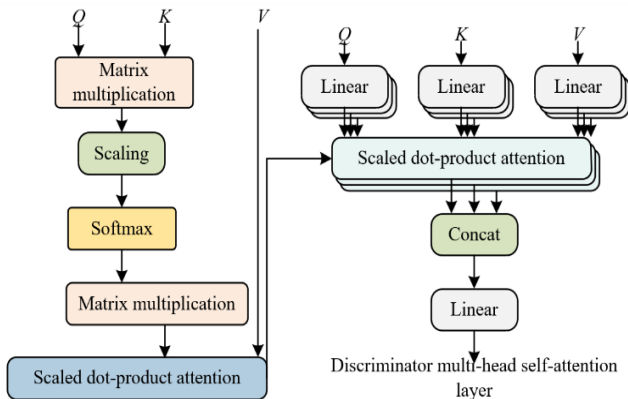 Q K V
Matrix
multiplication
Scaling
Softmax
Matrix multiplication
Scaled dot-product attention
Q K V
Linear Linear Linear
Scaled dot-product attention
Concat
Linear
Discriminator multi-head self-attention
layer